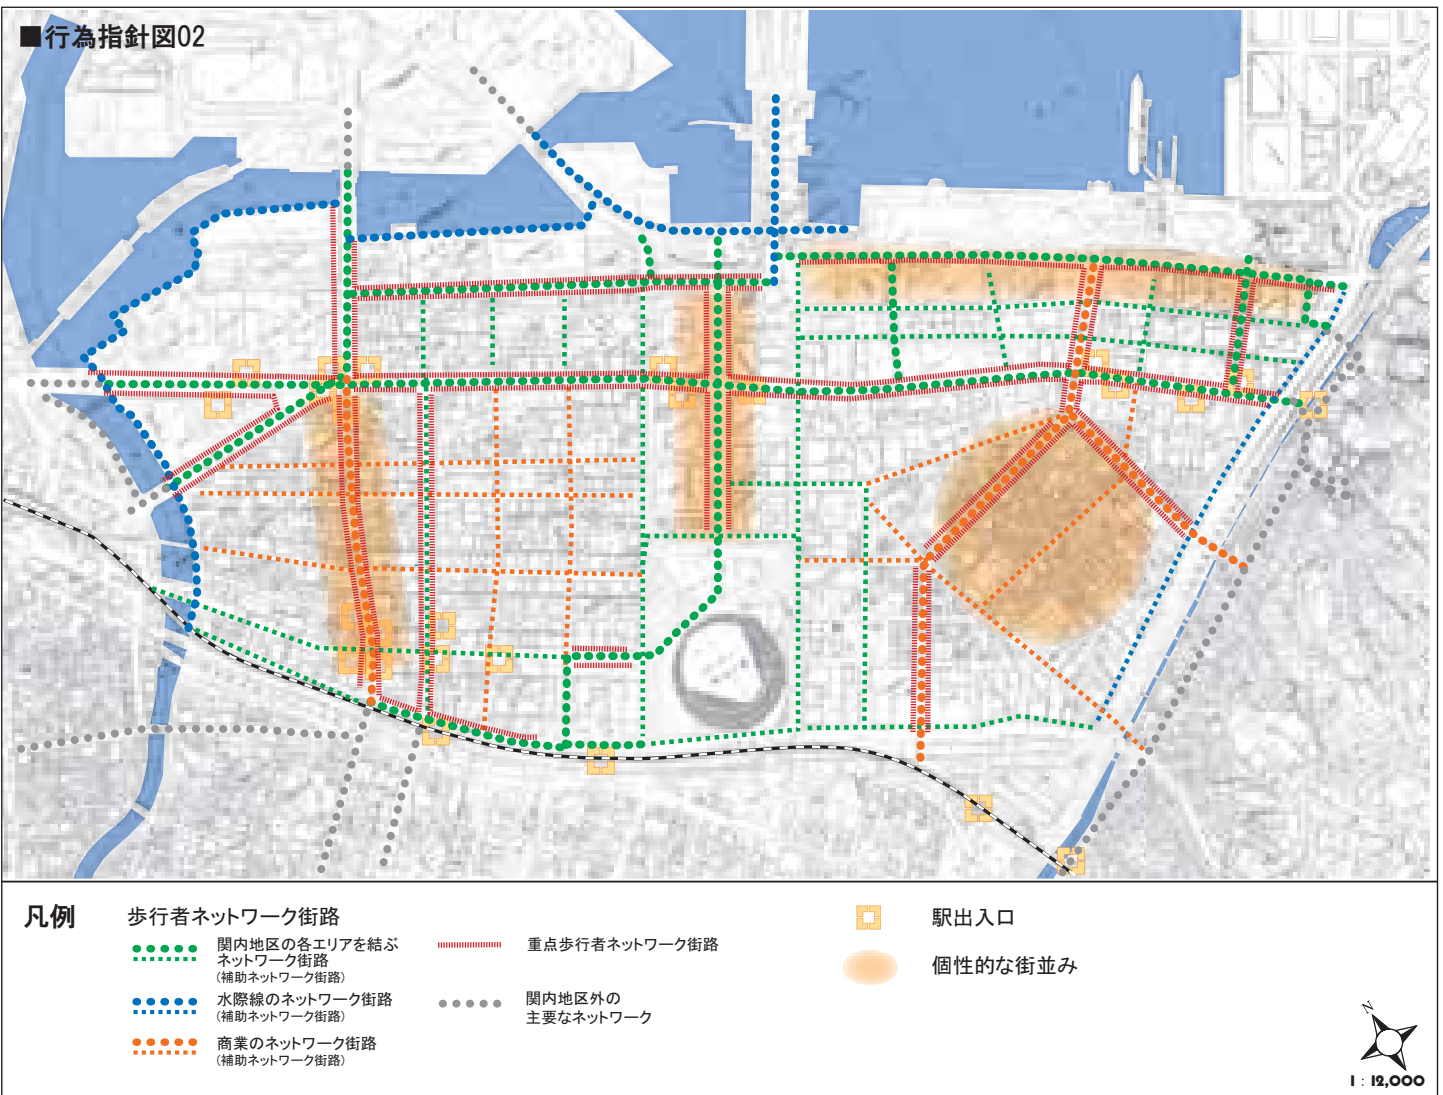 ■行為指針図02
凡例
歩行者ネットワーク街路
関内地区の各エリアを結ぶ
ネットワーク街路
(補助ネットワーク街路)
水際線のネットワーク街路
(補助ネットワーク街路)
商業のネットワーク街路
(補助ネットワーク街路)
重点歩行者ネットワーク街路
関内地区外の
主要なネットワーク
駅出入口
個性的な街並み
N
1 : 12,000